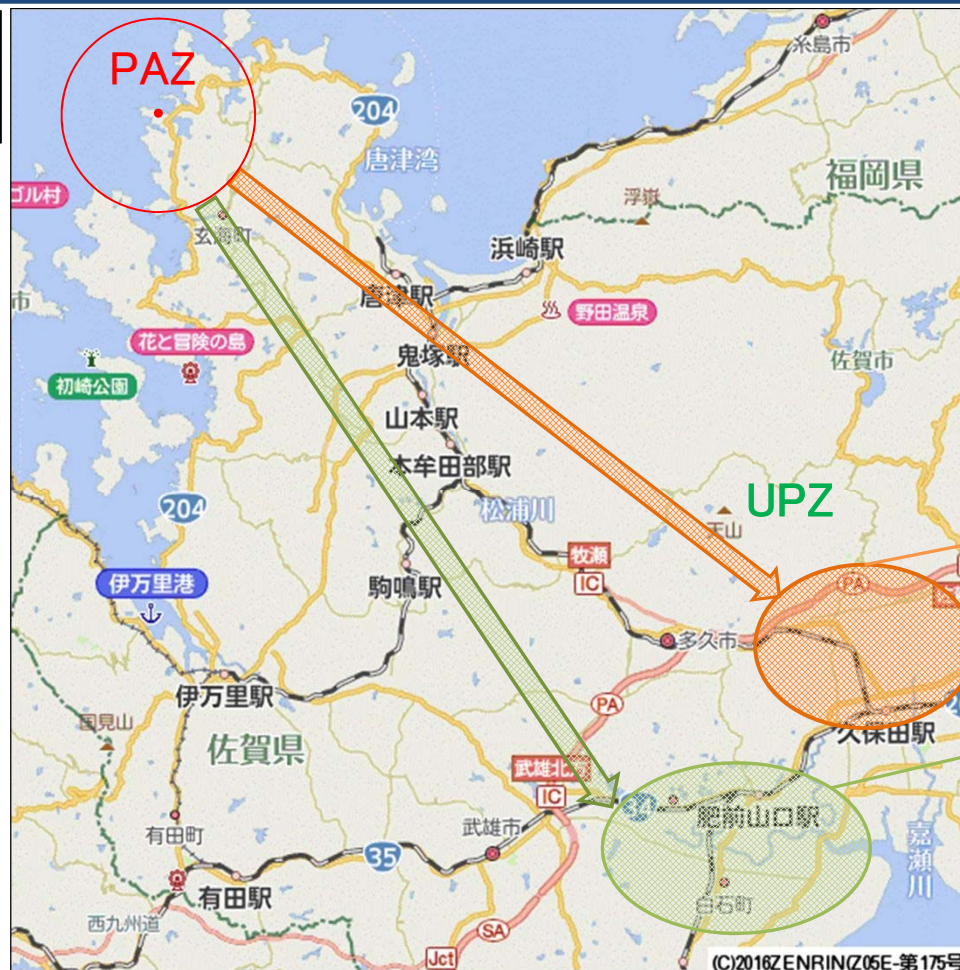 PAZ
糸島市
204
唐津湾
福岡県
浮嶽
ゴル村
玄海町
浜崎駅
市
唐津駅
野田温泉
花と冒険の島
鬼塚駅
佐賀市
初崎公園
山本駅
本牟田部駅
204
松浦川
UPZ
天山
牧瀬
IC
PA
伊万里港
駒鳴駅
多久市
伊万里駅
PA
国見山
久保田駅
佐賀県
武雄北方
IC
肥前山口駅
有田町
武雄市
35
嘉瀬川
有田駅
白石町
西九州道
SA
Jct
(C)2016ZENRIN(Z05E-第175号